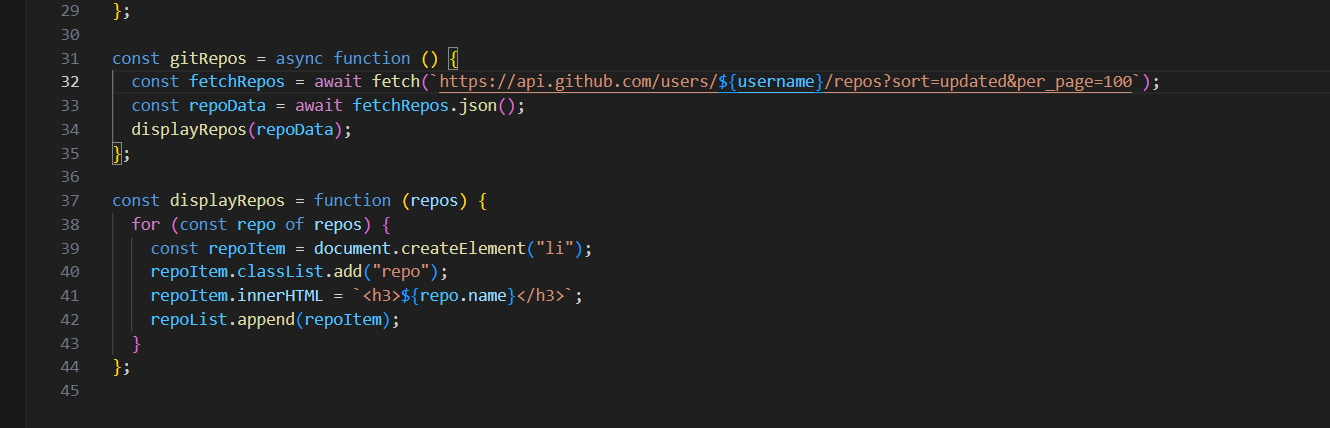 29 };
30
31 const gitRepos = async function () {
32   const fetchRepos = await fetch(`https://api.github.com/users/${username}/repos?sort=updated&per_page=100`);
33   const repoData = await fetchRepos.json();
34   displayRepos(repoData);
35 };
36
37 const displayRepos = function (repos) {
38   for (const repo of repos) {
39     const repoItem = document.createElement("li");
40     repoItem.classList.add("repo");
41     repoItem.innerHTML = `<h3>${repo.name}</h3>`;
42     repoList.append(repoItem);
43   }
44 };
45